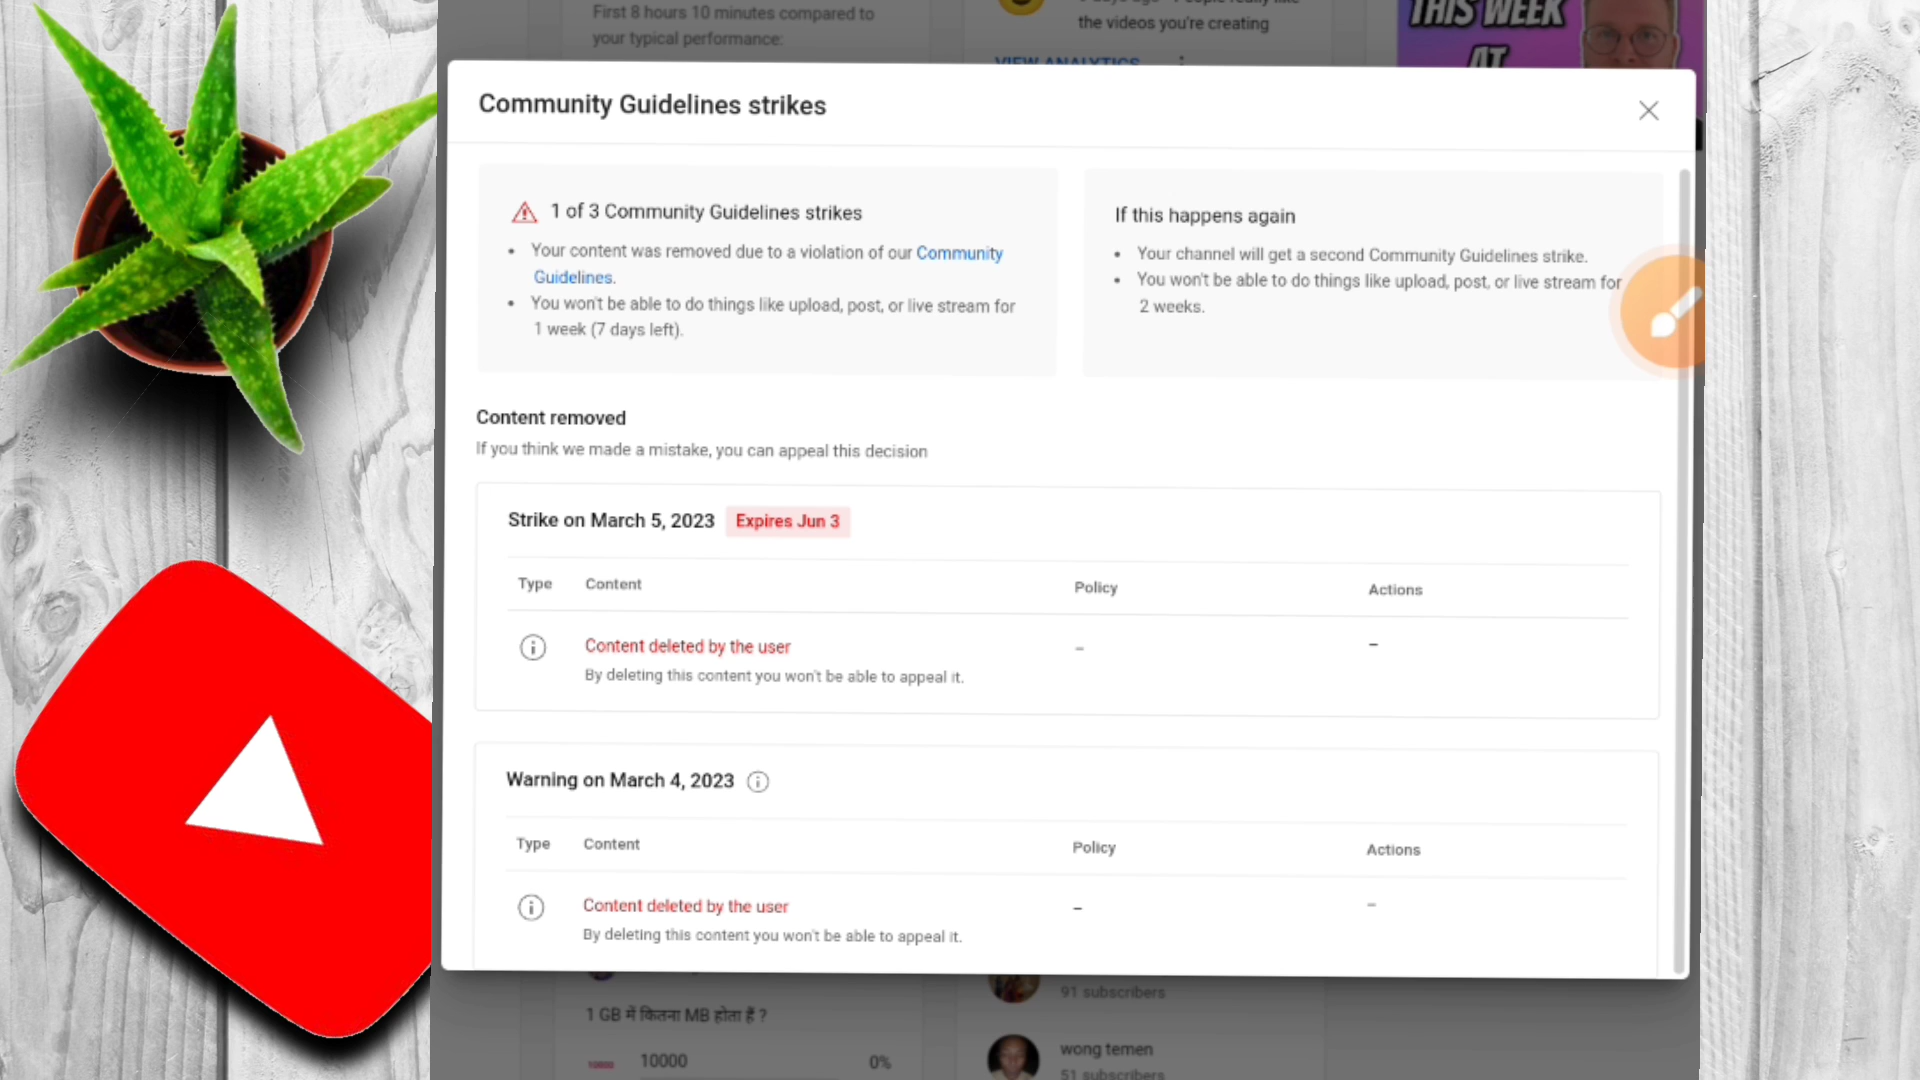 First 8 hours 10 minutes compared to
your typical performance:
the videos you're creating
VIEW ANALYTICS
THIS WEEK
AT
Community Guidelines strikes
1 of 3 Community Guidelines strikes
• Your content was removed due to a violation of our Community
Guidelines.
• You won't be able to do things like upload, post, or live stream for
1 week (7 days left).
If this happens again
• Your channel will get a second Community Guidelines strike.
• You won't be able to do things like upload, post, or live stream for
2 weeks.
Content removed
If you think we made a mistake, you can appeal this decision
Strike on March 5, 2023 Expires Jun 3
Type Content Policy Actions
Content deleted by the user – –
By deleting this content you won't be able to appeal it.
Warning on March 4, 2023
Type Content Policy Actions
Content deleted by the user – –
By deleting this content you won't be able to appeal it.
91 subscribers
1 GB में कितना MB होता हैं ?
10000 0%
wong temen
51 subscribers